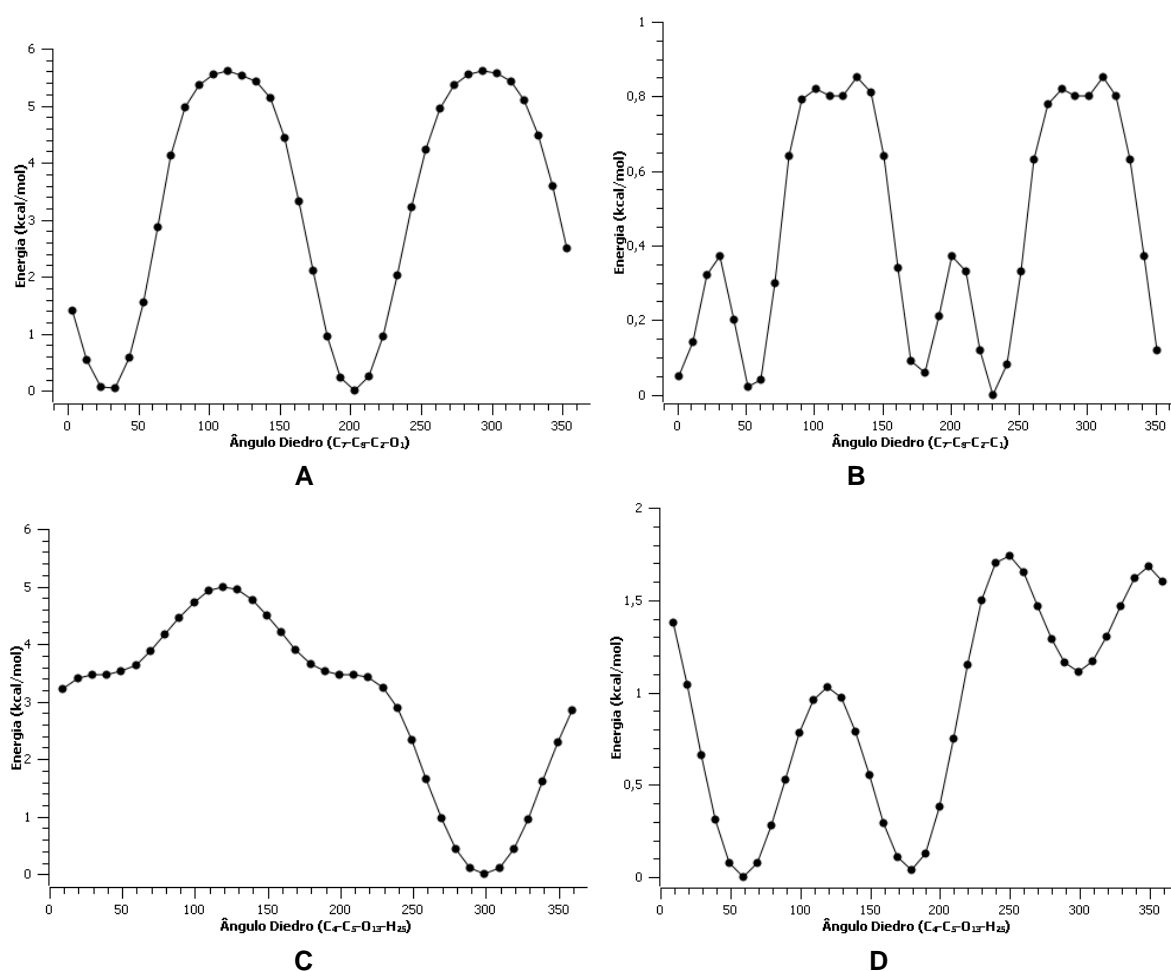 6
5
4
3
2
1
0
Energia (kcal/mol)
0 50 100 150 200 250 300 350
Ângulo Diedro (C₇-C₆-C₂-O₁)
A
1
0,8
0,6
0,4
0,2
0
Energia (kcal/mol)
0 50 100 150 200 250 300 350
Ângulo Diedro (C₇-C₆-C₂-C₁)
B
6
5
4
3
2
1
0
Energia (kcal/mol)
0 50 100 150 200 250 300 350
Ângulo Diedro (C₄-C₅-O₁₃-H₂₅)
C
2
1,5
1
0,5
0
Energia (kcal/mol)
0 50 100 150 200 250 300 350
Ângulo Diedro (C₄-C₅-O₁₃-H₂₅)
D